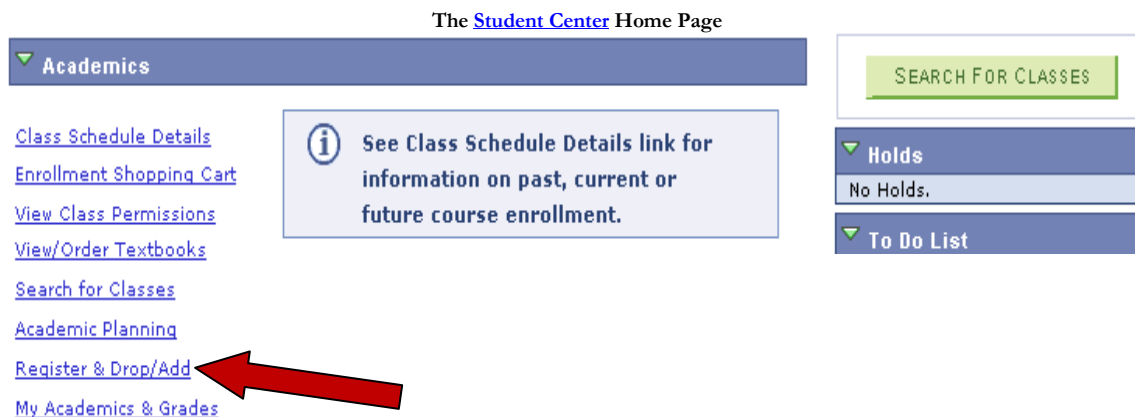 The Student Center Home Page
Academics
Class Schedule Details
Enrollment Shopping Cart
View Class Permissions
View/Order Textbooks
Search for Classes
Academic Planning
Register & Drop/Add
My Academics & Grades
See Class Schedule Details link for
information on past, current or
future course enrollment.
SEARCH FOR CLASSES
Holds
No Holds.
To Do List